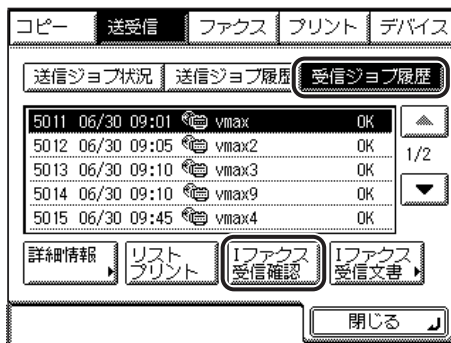 コピー 送受信 ファクス プリント デバイス
送信ジョブ状況 送信ジョブ履歴 受信ジョブ履歴
5011 06/30 09:01 vmax OK
5012 06/30 09:05 vmax2 OK
1/2
5013 06/30 09:10 vmax3 OK
5014 06/30 09:10 vmax9 OK
5015 06/30 09:45 vmax4 OK
詳細情報
リスト
プリント
Iファクス
受信確認
Iファクス
受信文書
閉じる